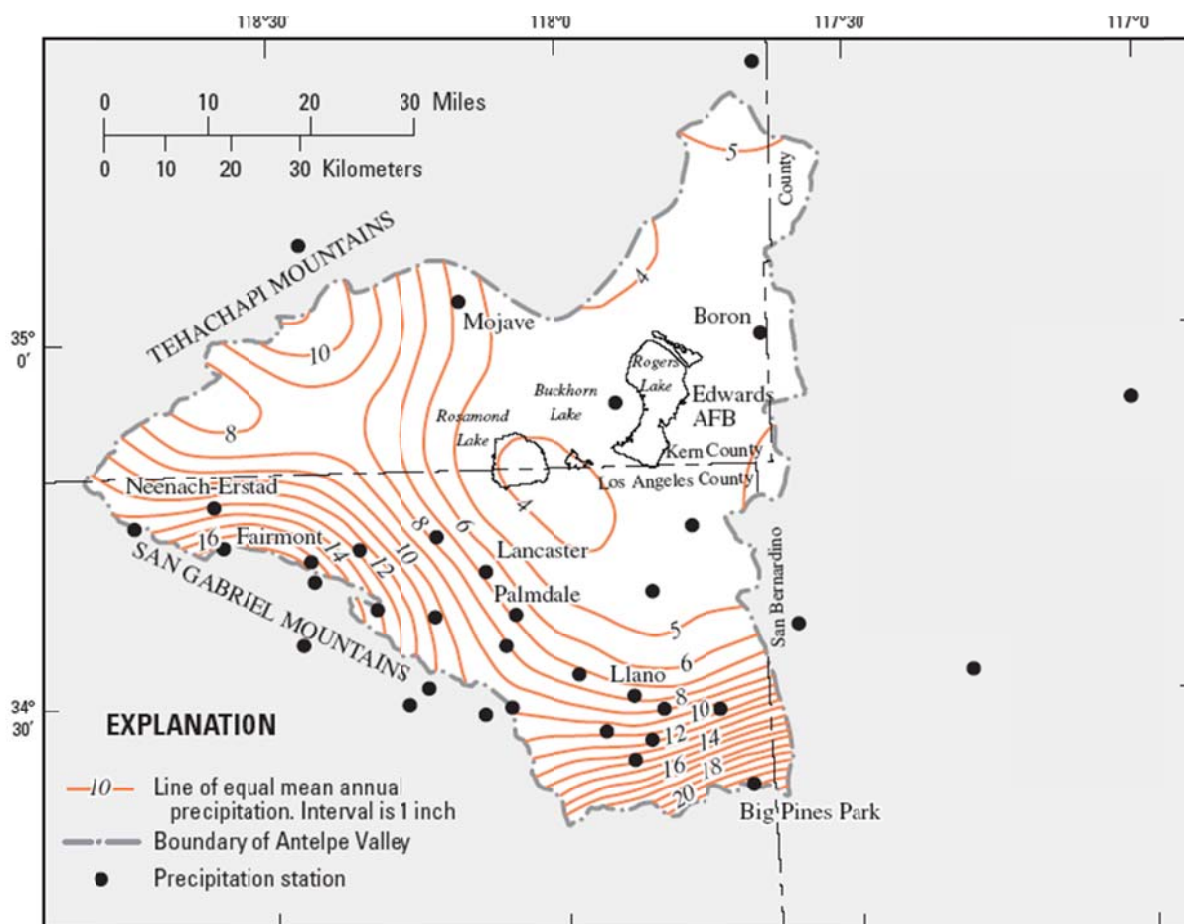 118°30'
118°0'
117°30'
117°0'
0 10 20 30 Miles
0 10 20 30 Kilometers
5
County
TEHACHAPI MOUNTAINS
4
Mojave
Boron
35°
0'
10
Rogers
Lake
Buckhorn
Lake
Edwards
AFB
8
Rosamond
Lake
Kern County
Los Angeles County
Neenach-Erstad
4
8
6
16
Fairmont
14
12
10
Lancaster
SAN GABRIEL MOUNTAINS
Palmdale
San Bernardino
5
6
Llano
8
34°
30'
10
12
14
16
18
20
Big Pines Park
EXPLANATION
10
Line of equal mean annual
precipitation. Interval is 1 inch
Boundary of Antelpe Valley
Precipitation station